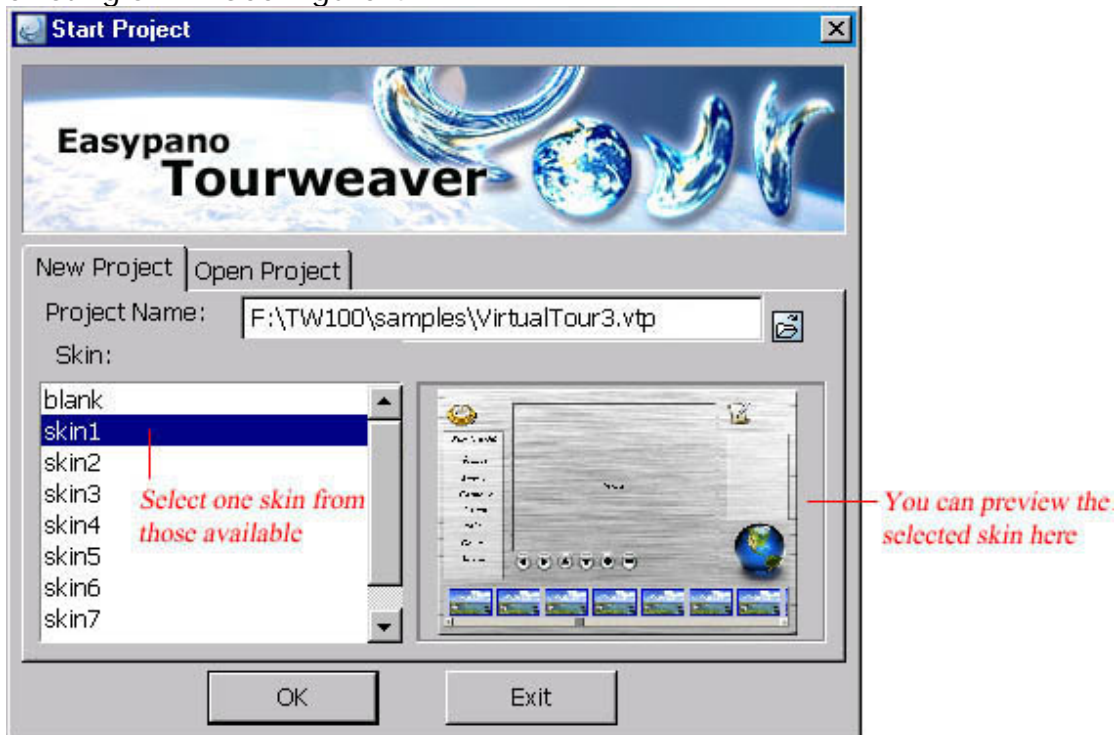 Start Project
Easypano
Tourweaver
New Project
Open Project
Project Name:
F:\TW100\samples\VirtualTour3.vtp
Skin:
blank
skin1
skin2
skin3
skin4
skin5
skin6
skin7
Select one skin from
those available
You can preview the
selected skin here
OK
Exit